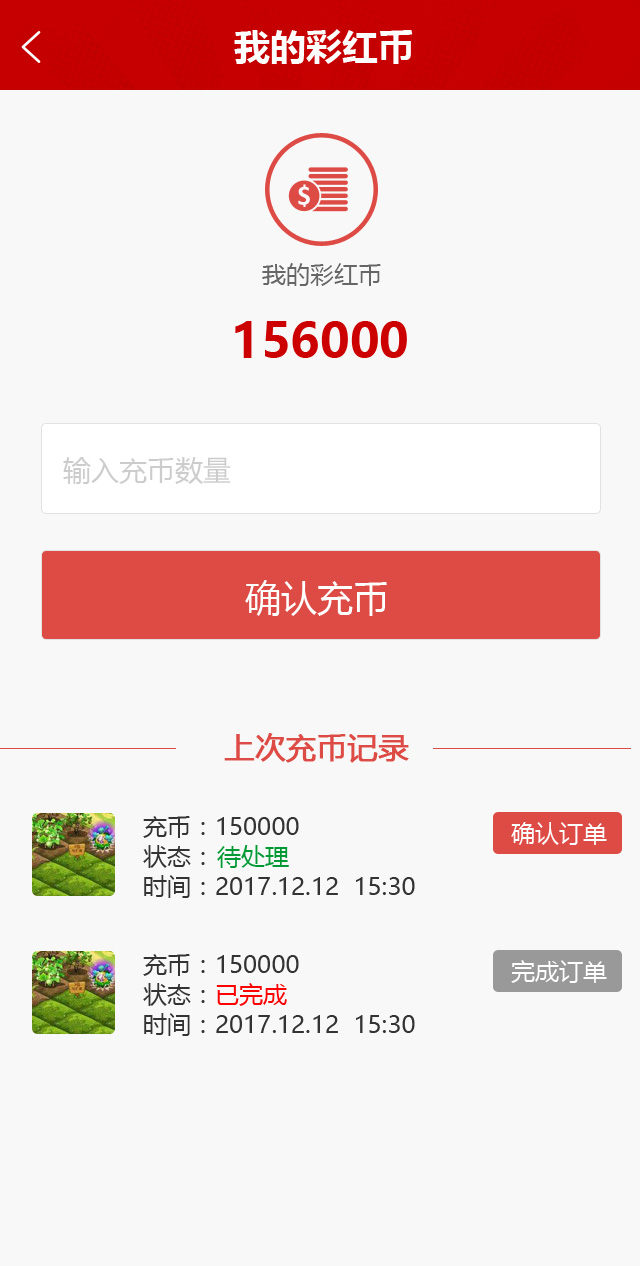 我的彩红币
我的彩红币
156000
输入充币数量
确认充币
上次充币记录
充币：150000
确认订单
状态：待处理
时间：2017.12.12 15:30
充币：150000
完成订单
状态：已完成
时间：2017.12.12 15:30